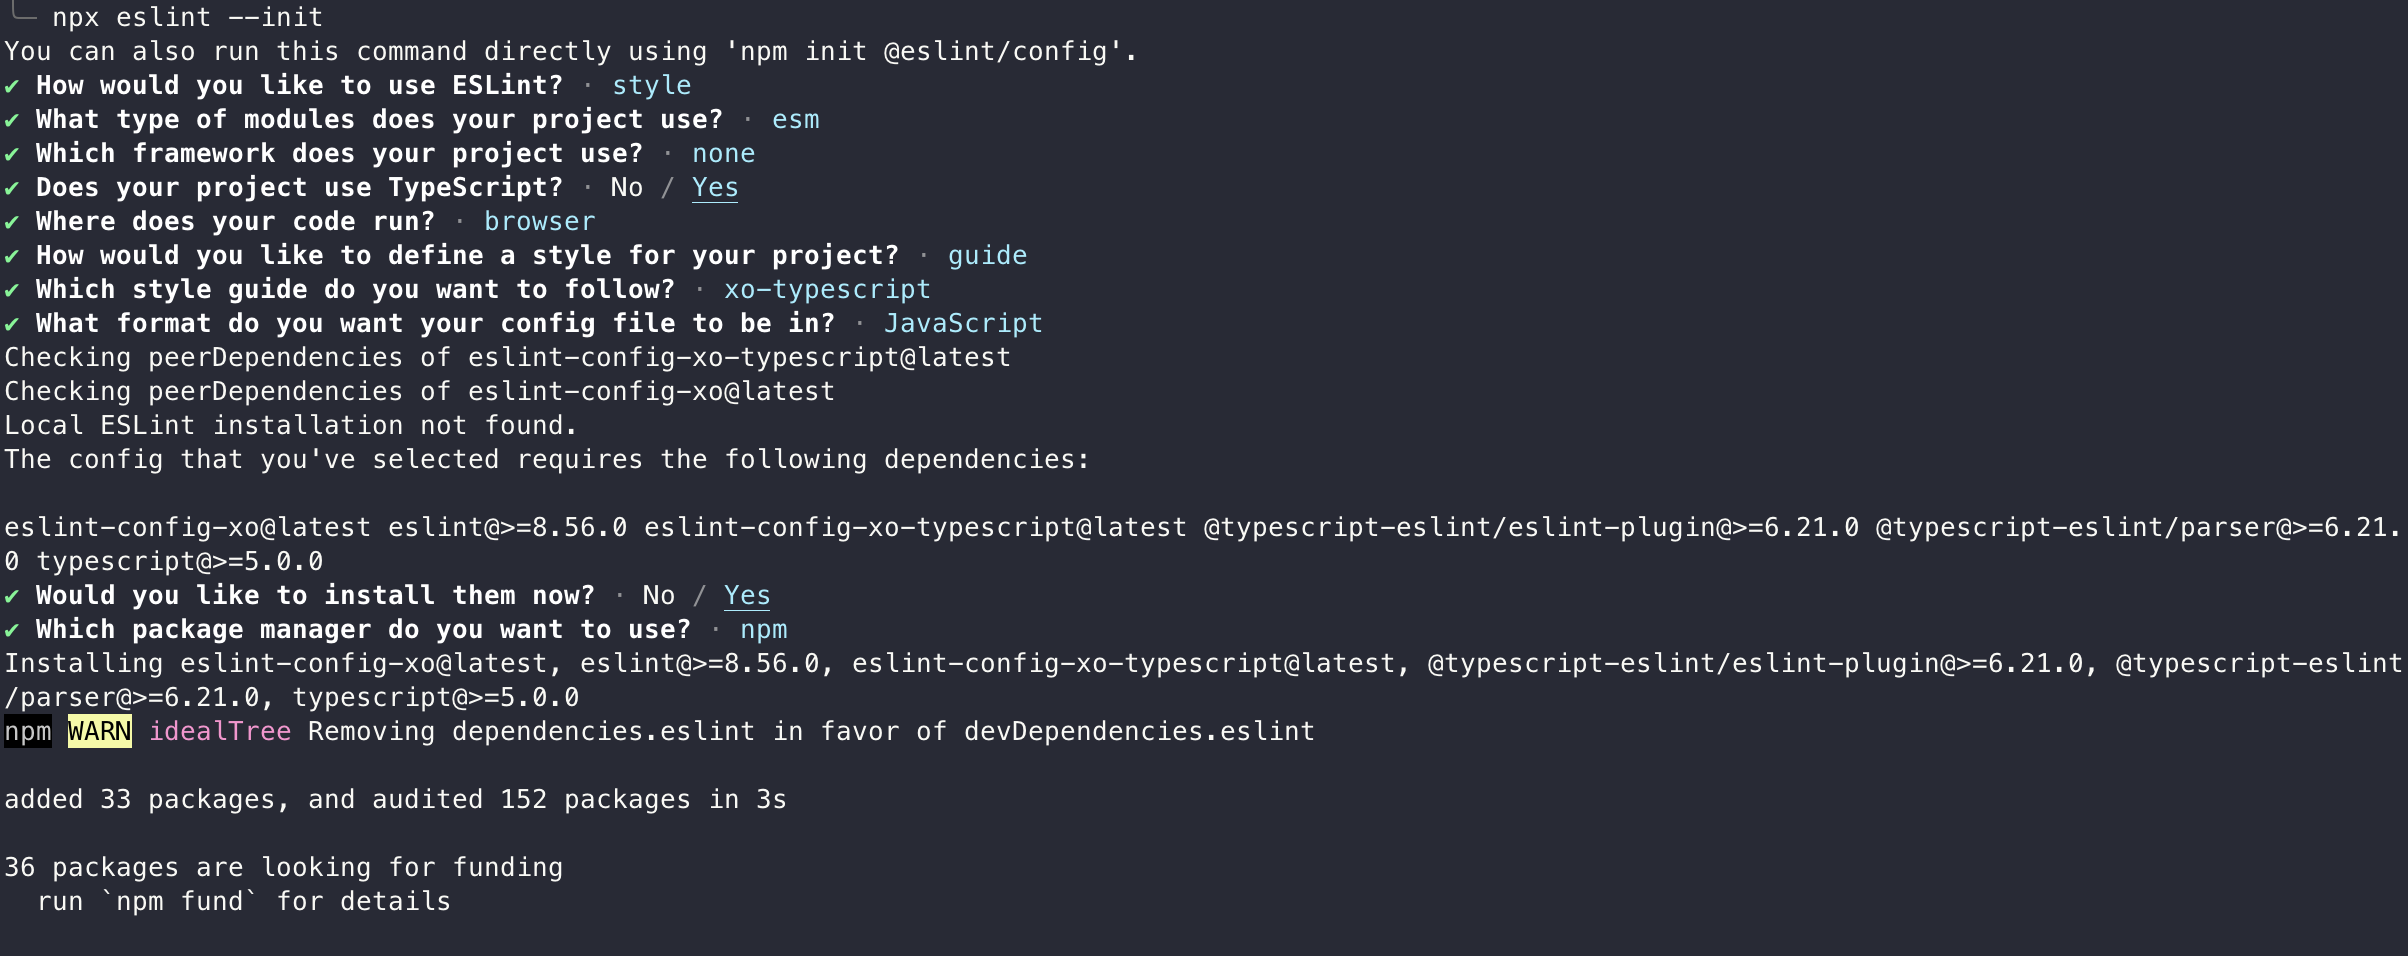 npx eslint --init
You can also run this command directly using 'npm init @eslint/config'.
✔ How would you like to use ESLint? · style
✔ What type of modules does your project use? · esm
✔ Which framework does your project use? · none
✔ Does your project use TypeScript? · No / Yes
✔ Where does your code run? · browser
✔ How would you like to define a style for your project? · guide
✔ Which style guide do you want to follow? · xo-typescript
✔ What format do you want your config file to be in? · JavaScript
Checking peerDependencies of eslint-config-xo-typescript@latest
Checking peerDependencies of eslint-config-xo@latest
Local ESLint installation not found.
The config that you've selected requires the following dependencies:

eslint-config-xo@latest eslint@>=8.56.0 eslint-config-xo-typescript@latest @typescript-eslint/eslint-plugin@>=6.21.0 @typescript-eslint/parser@>=6.21.
0 typescript@>=5.0.0
✔ Would you like to install them now? · No / Yes
✔ Which package manager do you want to use? · npm
Installing eslint-config-xo@latest, eslint@>=8.56.0, eslint-config-xo-typescript@latest, @typescript-eslint/eslint-plugin@>=6.21.0, @typescript-eslint
/parser@>=6.21.0, typescript@>=5.0.0
npm WARN idealTree Removing dependencies.eslint in favor of devDependencies.eslint

added 33 packages, and audited 152 packages in 3s

36 packages are looking for funding
  run `npm fund` for details